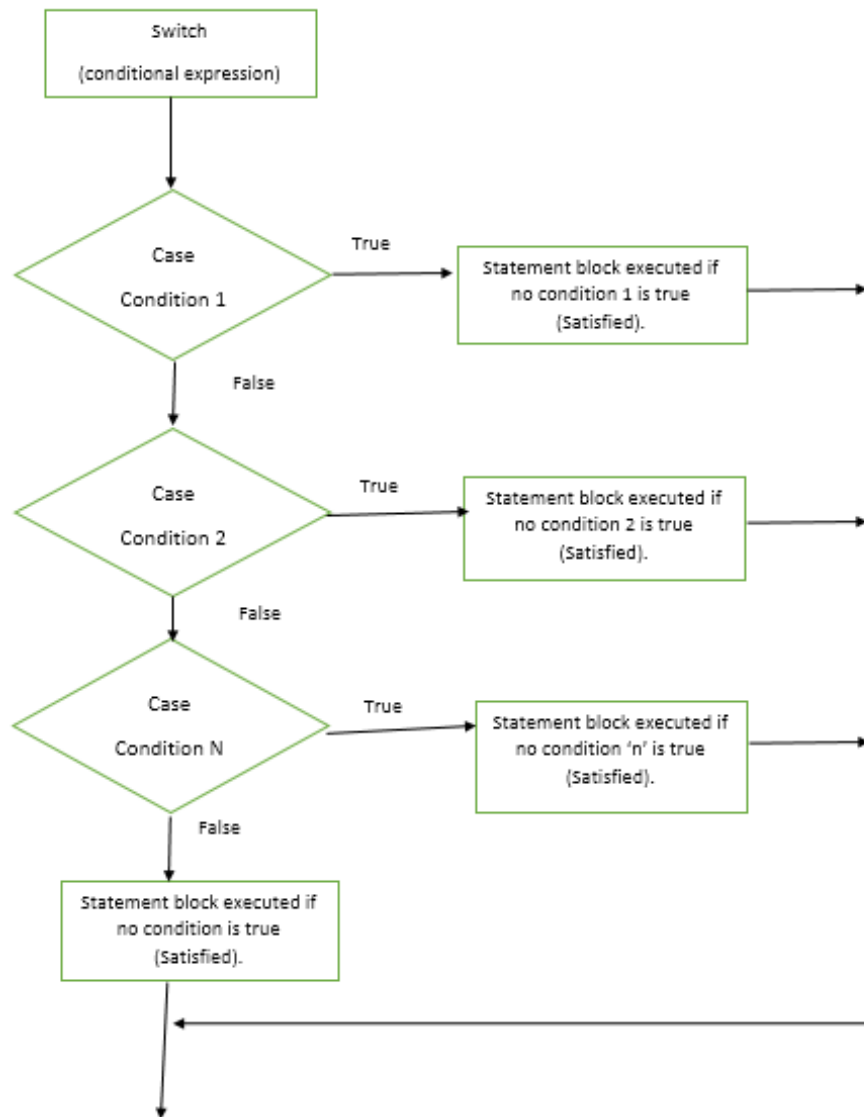 Switch
(conditional expression)
Case
Condition 1
True
Statement block executed if
no condition 1 is true
(Satisfied).
False
Case
Condition 2
True
Statement block executed if
no condition 2 is true
(Satisfied).
False
Case
Condition N
True
Statement block executed if
no condition ‘n’ is true
(Satisfied).
False
Statement block executed if
no condition is true
(Satisfied).